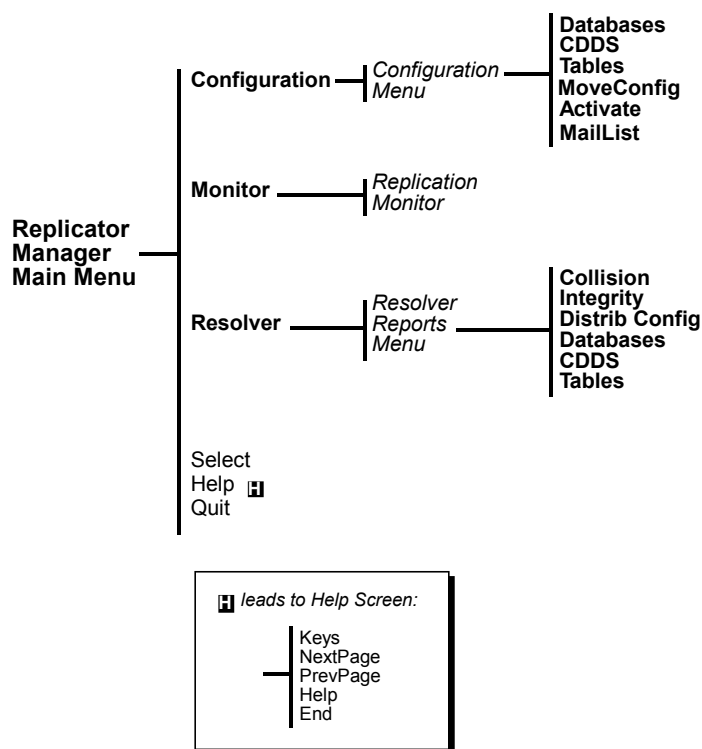 Replicator
Manager
Main Menu
Configuration
Configuration
Menu
Databases
CDDS
Tables
MoveConfig
Activate
MailList
Monitor
Replication
Monitor
Resolver
Resolver
Reports
Menu
Collision
Integrity
Distrib Config
Databases
CDDS
Tables
Select
Help H
Quit
H leads to Help Screen:
Keys
NextPage
PrevPage
Help
End